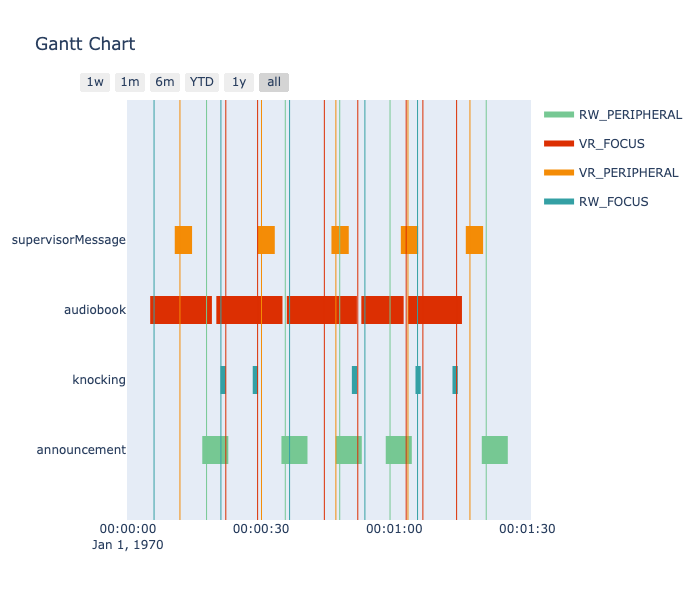 Gantt Chart
1w 1m 6m YTD 1y all
RW_PERIPHERAL
VR_FOCUS
VR_PERIPHERAL
RW_FOCUS
supervisorMessage
audiobook
knocking
announcement
00:00:00 00:00:30 00:01:00 00:01:30
Jan 1, 1970